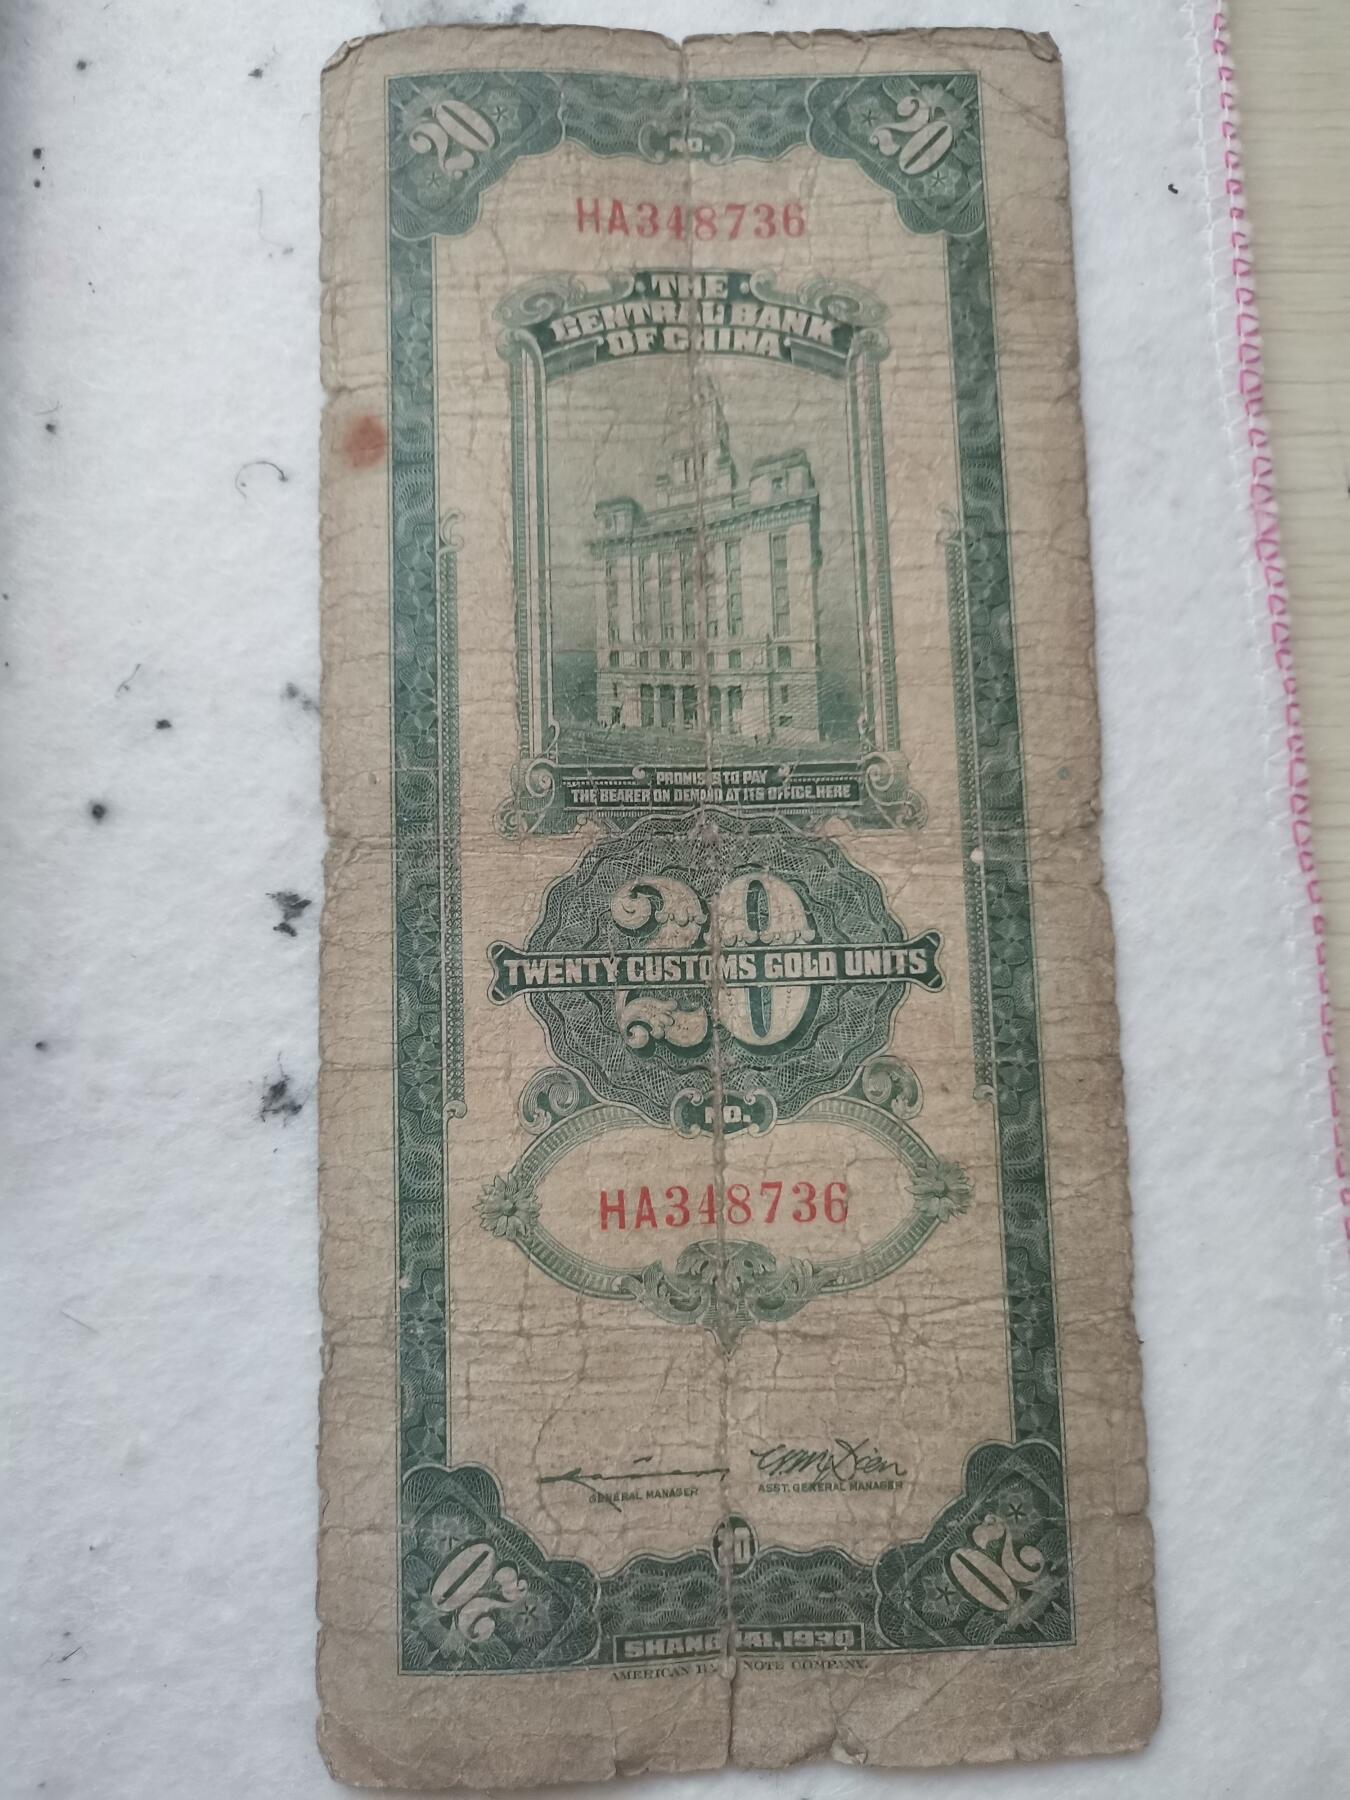 20 20
NO.
HA348736
THE
CENTRAL BANK
OF CHINA
PROMISES TO PAY
THE BEARER ON DEMAND AT ITS OFFICE HERE
20
TWENTY CUSTOMS GOLD UNITS
NO.
HA348736
GENERAL MANAGER
ASST. GENERAL MANAGER
20
20 20
SHANGHAI, 1930
AMERICAN BANK NOTE COMPANY.